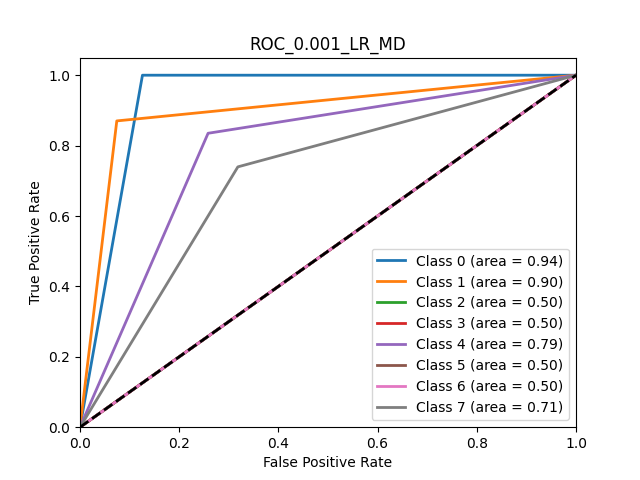 ROC_0.001_LR_MD
1.0
0.8
0.6
0.4
0.2
0.0
True Positive Rate
Class 0 (area = 0.94)
Class 1 (area = 0.90)
Class 2 (area = 0.50)
Class 3 (area = 0.50)
Class 4 (area = 0.79)
Class 5 (area = 0.50)
Class 6 (area = 0.50)
Class 7 (area = 0.71)
0.0 0.2 0.4 0.6 0.8 1.0
False Positive Rate